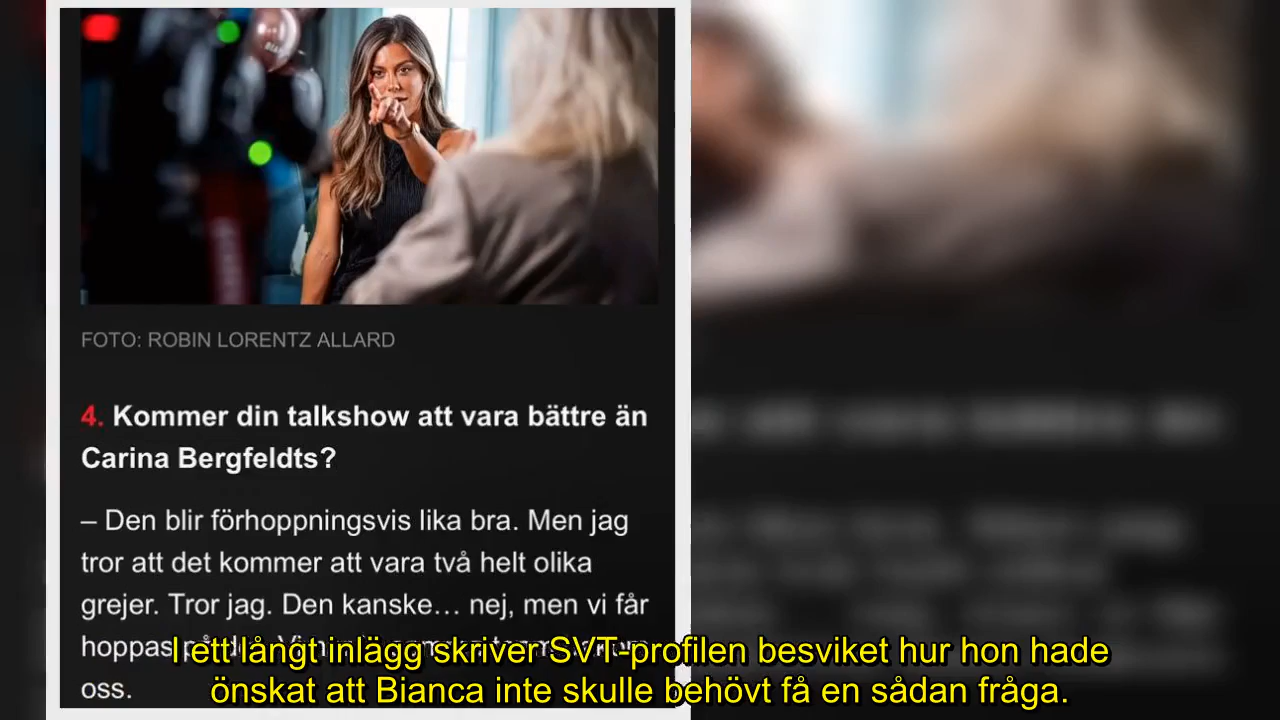 FOTO: ROBIN LORENTZ ALLARD
4. Kommer din talkshow att vara bättre än
Carina Bergfeldts?
– Den blir förhoppningsvis lika bra. Men jag
tror att det kommer att vara två helt olika
grejer. Tror jag. Den kanske… nej, men vi får
hoppas på det.
oss.
I ett långt inlägg skriver SVT-profilen besviket hur hon hade
önskat att Bianca inte skulle behövt få en sådan fråga.